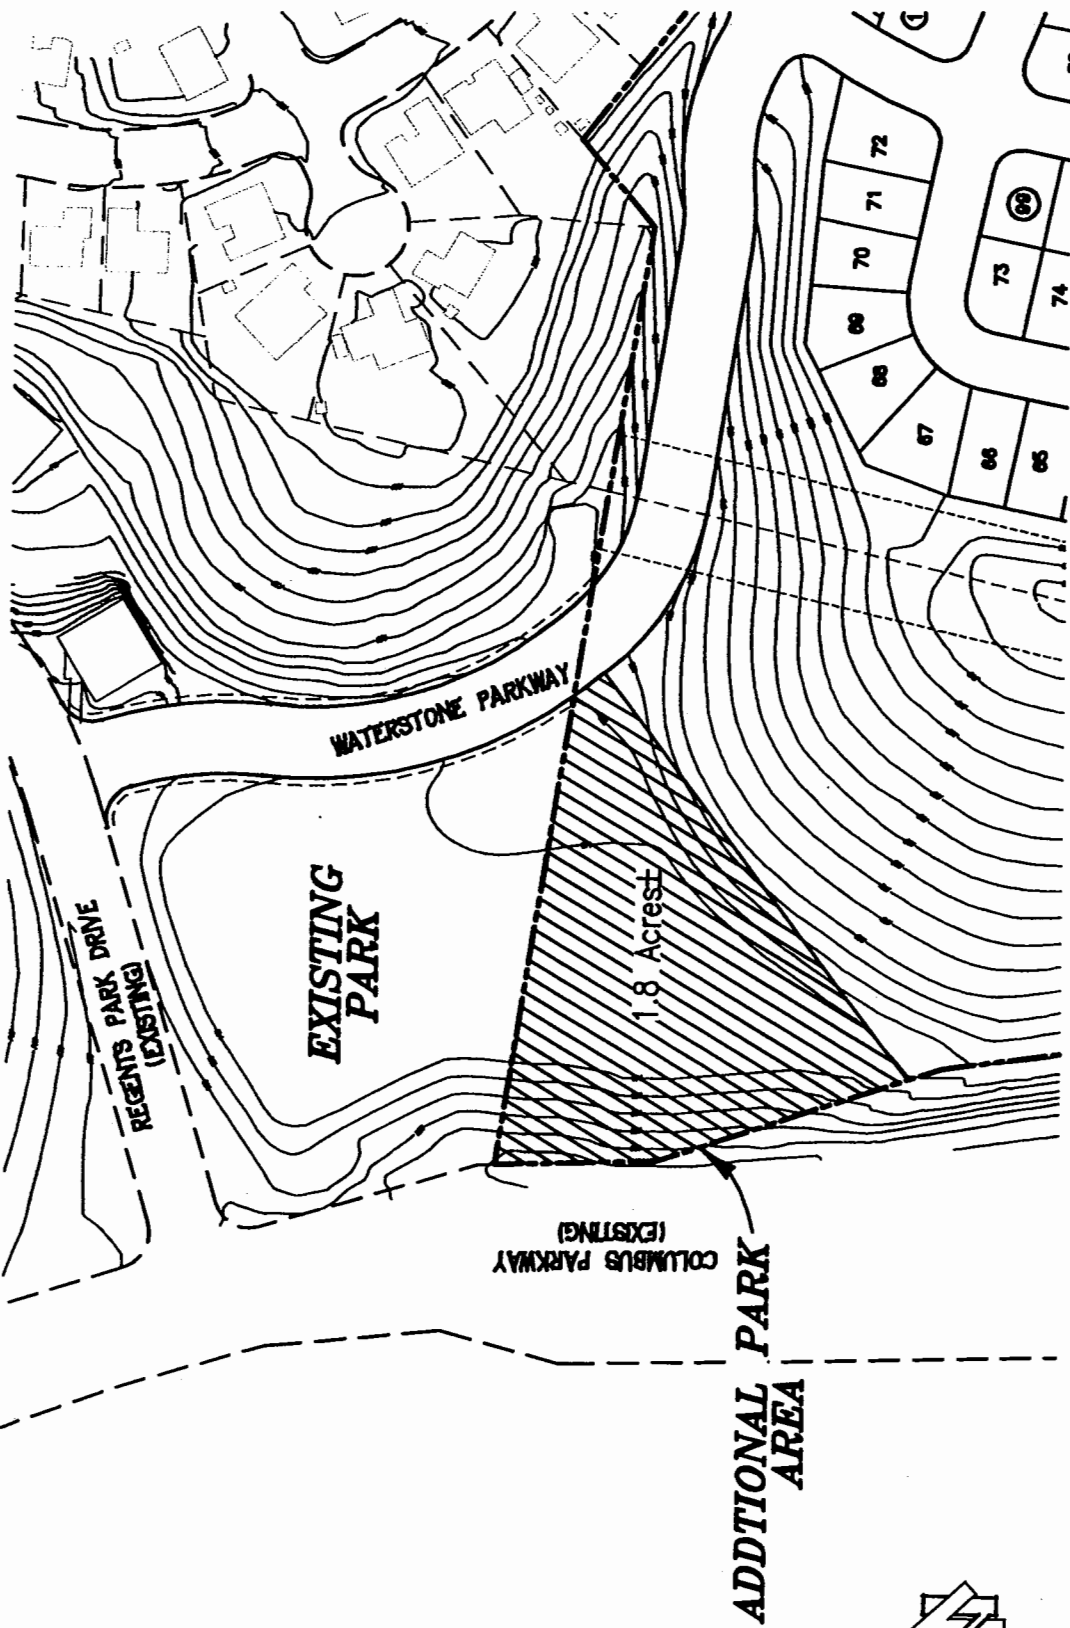 WATERSTONE PARKWAY
REGENTS PARK DRIVE
(EXISTING)
EXISTING
PARK
1.8 Acres±
COLUMBUS PARKWAY
(EXISTING)
ADDTIONAL PARK
AREA
72
71
70
69
68
67
66
65
73
74
99